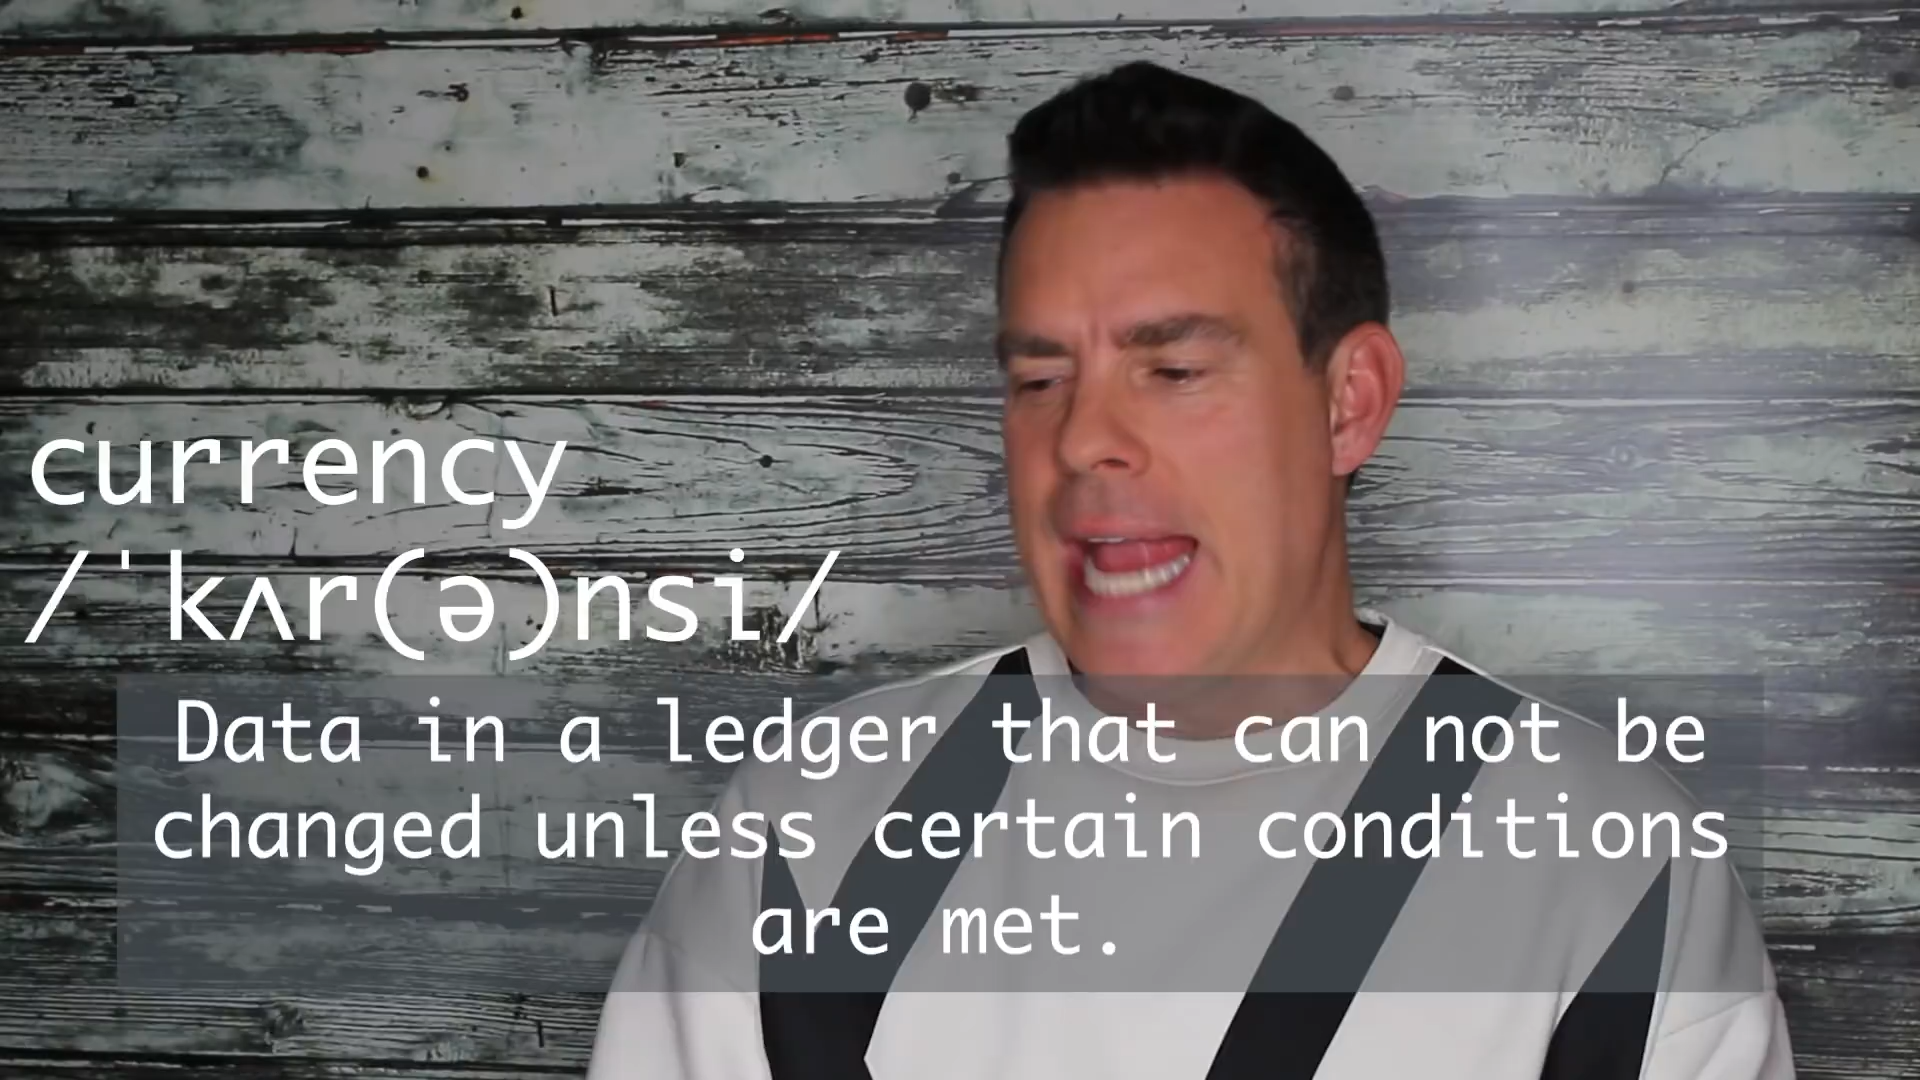 currency
/ˈkʌr(ə)nsi/
Data in a ledger that can not be
changed unless certain conditions
are met.